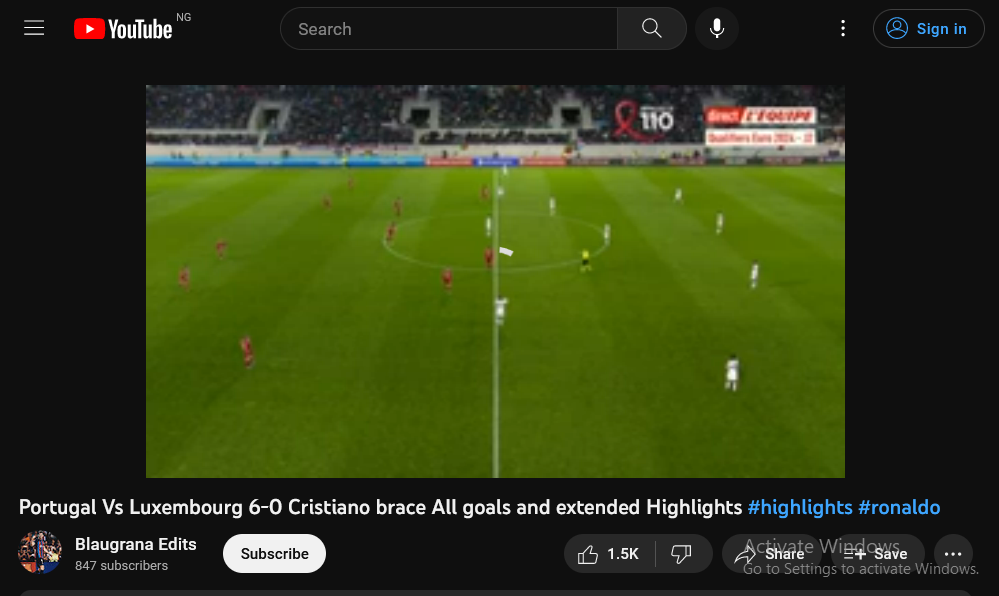 YouTube NG
Search
Sign in
110
direct L'EQUIPE
Qualifiers Euro 2024 - J2
Portugal Vs Luxembourg 6-0 Cristiano brace All goals and extended Highlights #highlights #ronaldo
Blaugrana Edits
847 subscribers
Subscribe
1.5K
Share
Save
Activate Windows
Go to Settings to activate Windows.